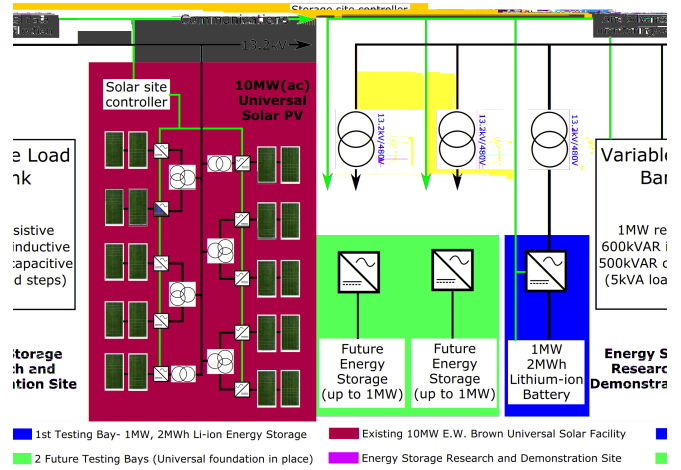 Storage site controller
Communications
13.2kV
Solar site
controller
10MW(ac)
Universal
Solar PV
13.2kV/480V
13.2kV/480V
13.2kV/480V
e Load
nk
sistive
inductive
capacitive
d steps)
Storage
ch and
ation Site
Variable
Ban
1MW re
600kVAR i
500kVAR c
(5kVA loa
Energy S
Resear
Demonstra
Future
Energy
Storage
(up to 1MW)
Future
Energy
Storage
(up to 1MW)
1MW
2MWh
Lithium-ion
Battery
1st Testing Bay- 1MW, 2MWh Li-ion Energy Storage
Existing 10MW E.W. Brown Universal Solar Facility
2 Future Testing Bays (Universal foundation in place)
Energy Storage Research and Demonstration Site